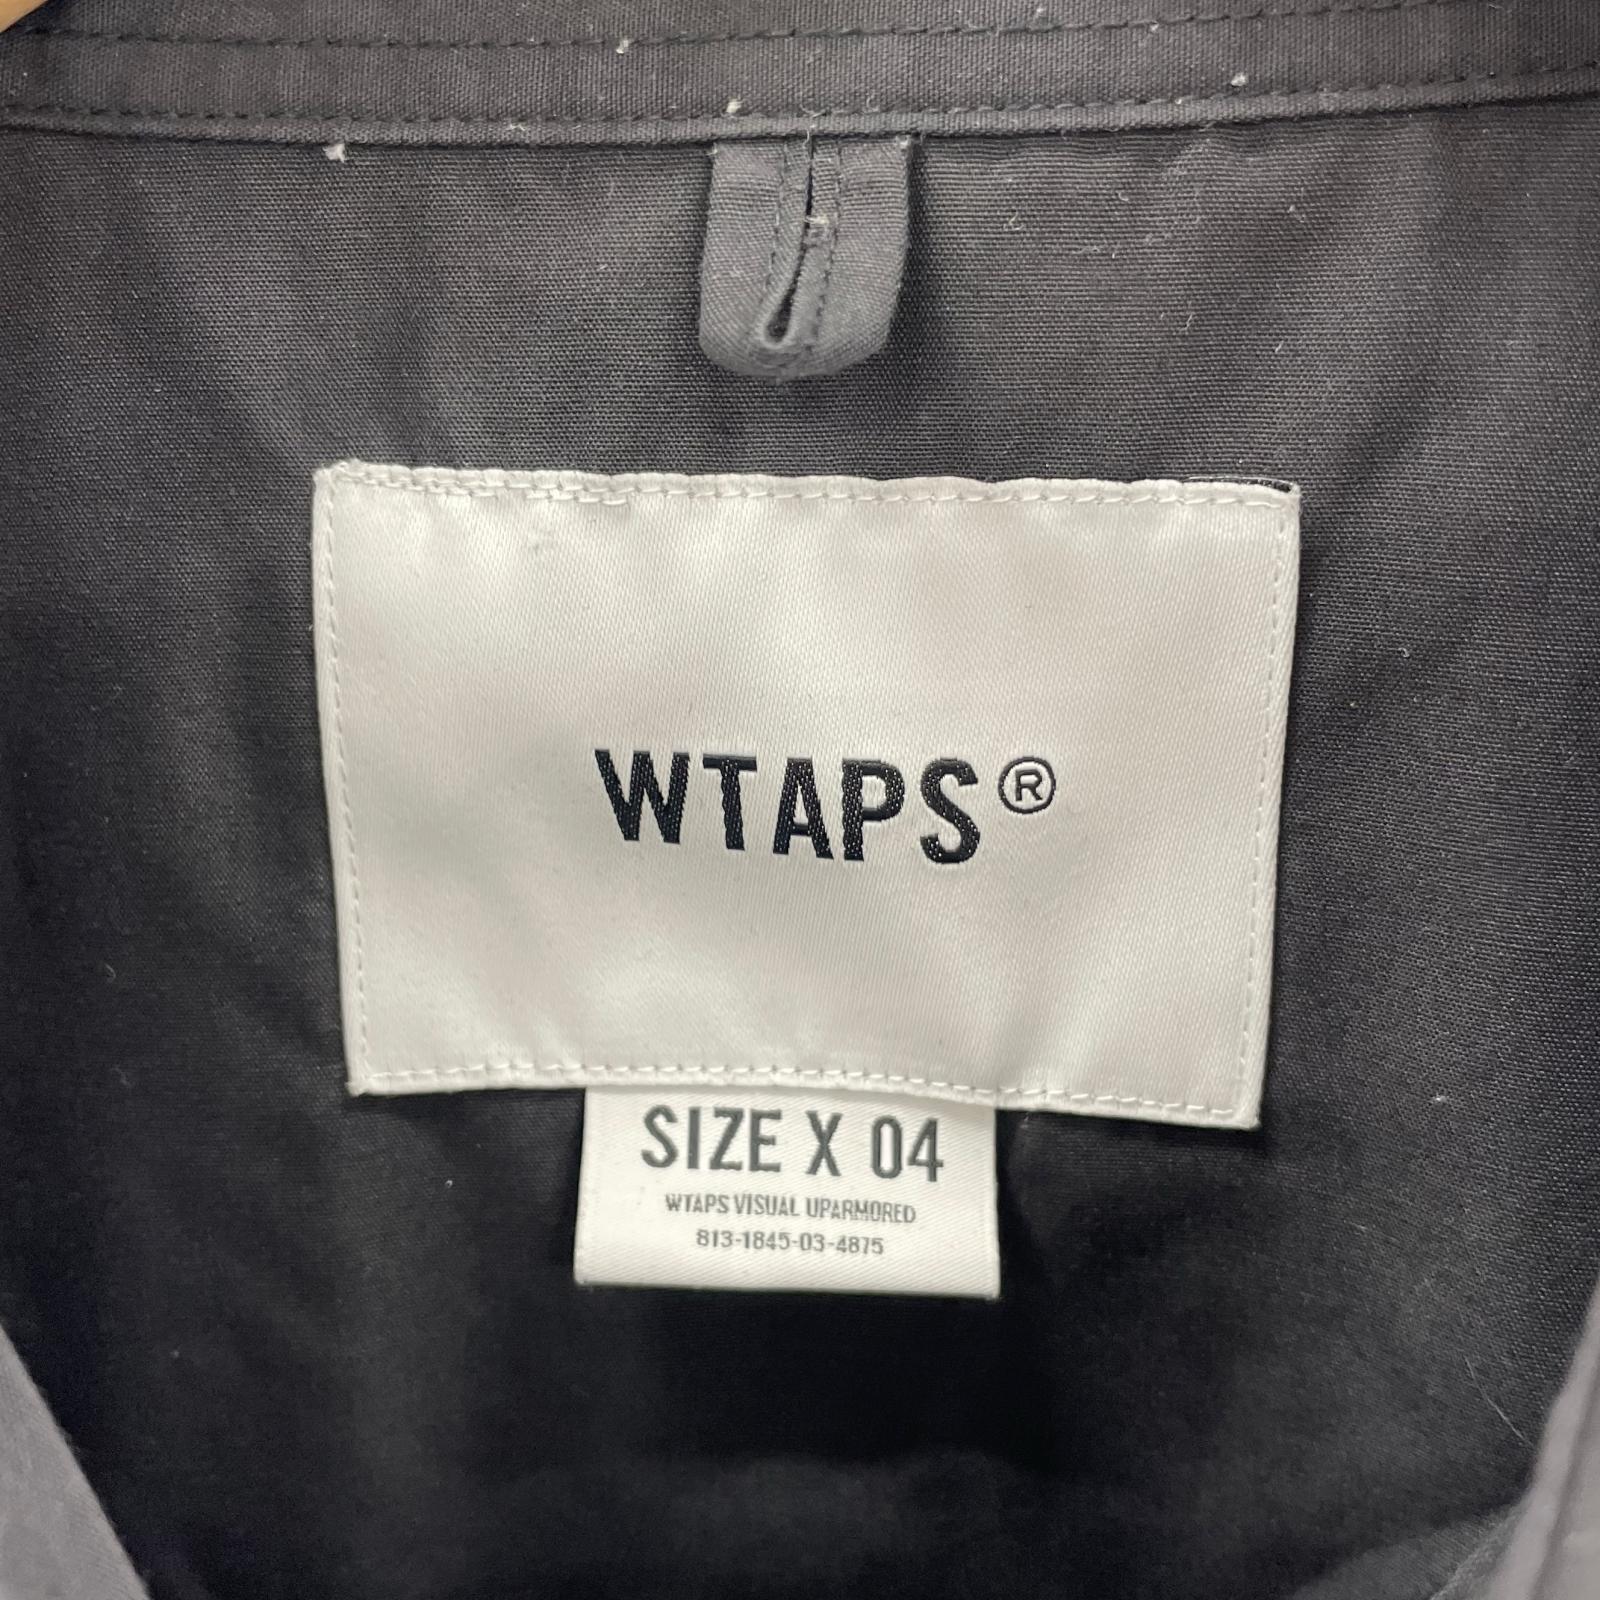 WTAPS®
SIZE X 04
WTAPS VISUAL UPARMORED
813-1845-03-4875